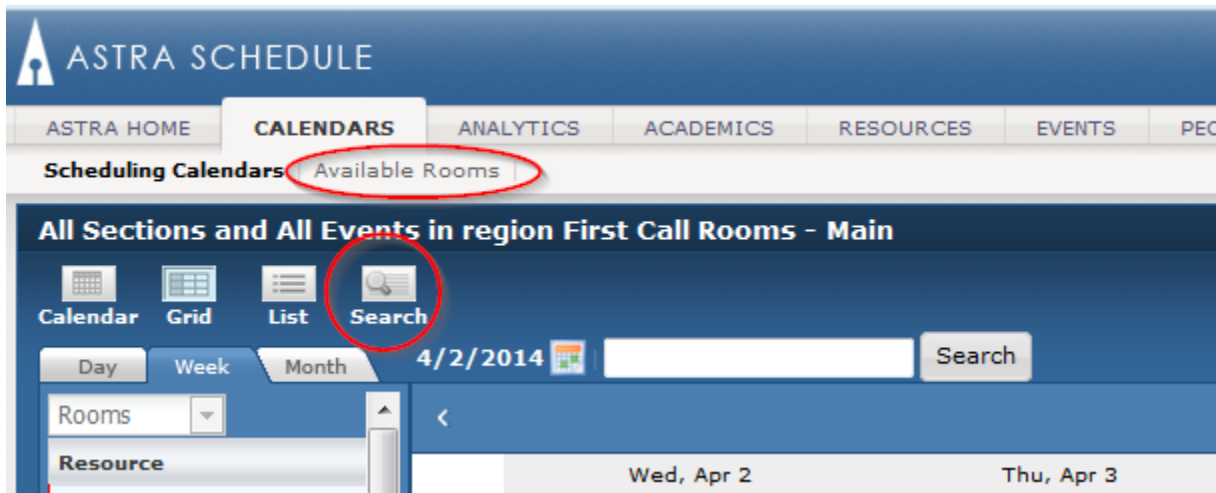 ASTRA SCHEDULE
ASTRA HOME CALENDARS ANALYTICS ACADEMICS RESOURCES EVENTS
Scheduling Calendars Available Rooms
All Sections and All Events in region First Call Rooms - Main
Calendar Grid List Search
Day Week Month 4/2/2014 Search
Rooms
Resource
Wed, Apr 2 Thu, Apr 3